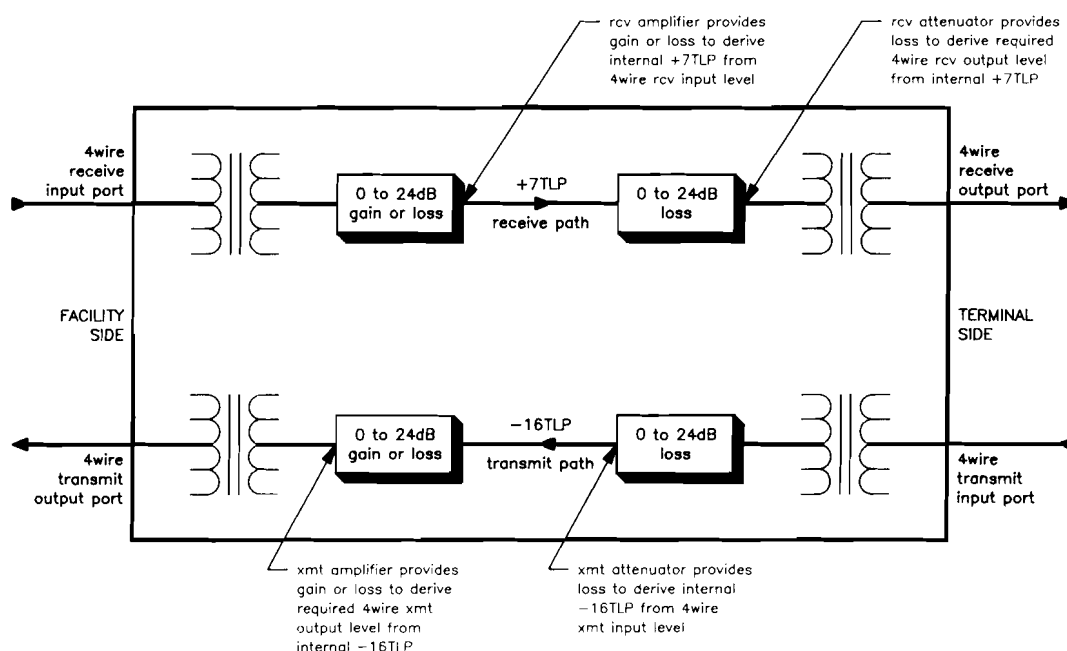 rcv amplifier provides
gain or loss to derive
internal +7TLP from
4wire rcv input level
rcv attenuator provides
loss to derive required
4wire rcv output level
from internal +7TLP
4wire
receive
input port
0 to 24dB
gain or loss
+7TLP
receive path
0 to 24dB
loss
4wire
receive
output port
FACILITY
SIDE
TERMINAL
SIDE
4wire
transmit
output port
0 to 24dB
gain or loss
−16TLP
transmit path
0 to 24dB
loss
4wire
transmit
input port
xmt amplifier provides
gain or loss to derive
required 4wire xmt
output level from
internal −16TLP
xmt attenuator provides
loss to derive internal
−16TLP from 4wire
xmt input level